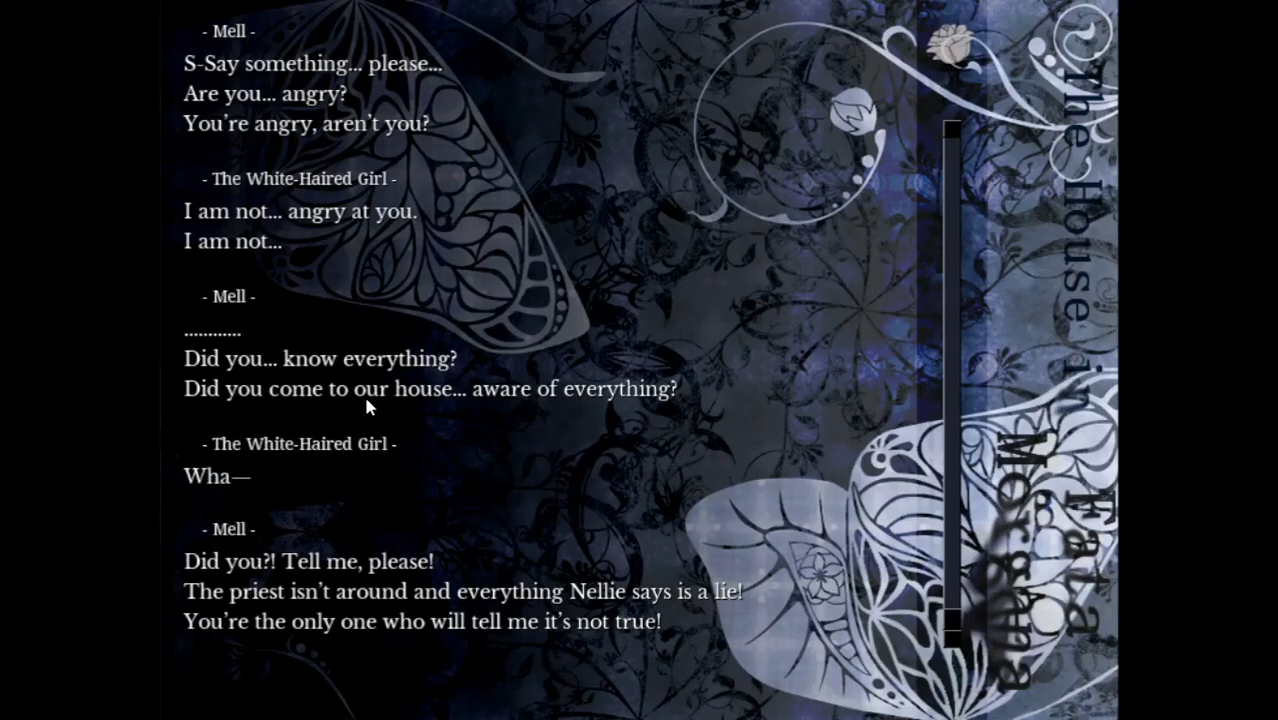 - Mell -
S-Say something... please...
Are you... angry?
You're angry, aren't you?
- The White-Haired Girl -
I am not... angry at you.
I am not...
- Mell -
............
Did you... know everything?
Did you come to our house... aware of everything?
- The White-Haired Girl -
Wha—
- Mell -
Did you?! Tell me, please!
The priest isn't around and everything Nellie says is a lie!
You're the only one who will tell me it's not true!
The House in
Fata
Morgana